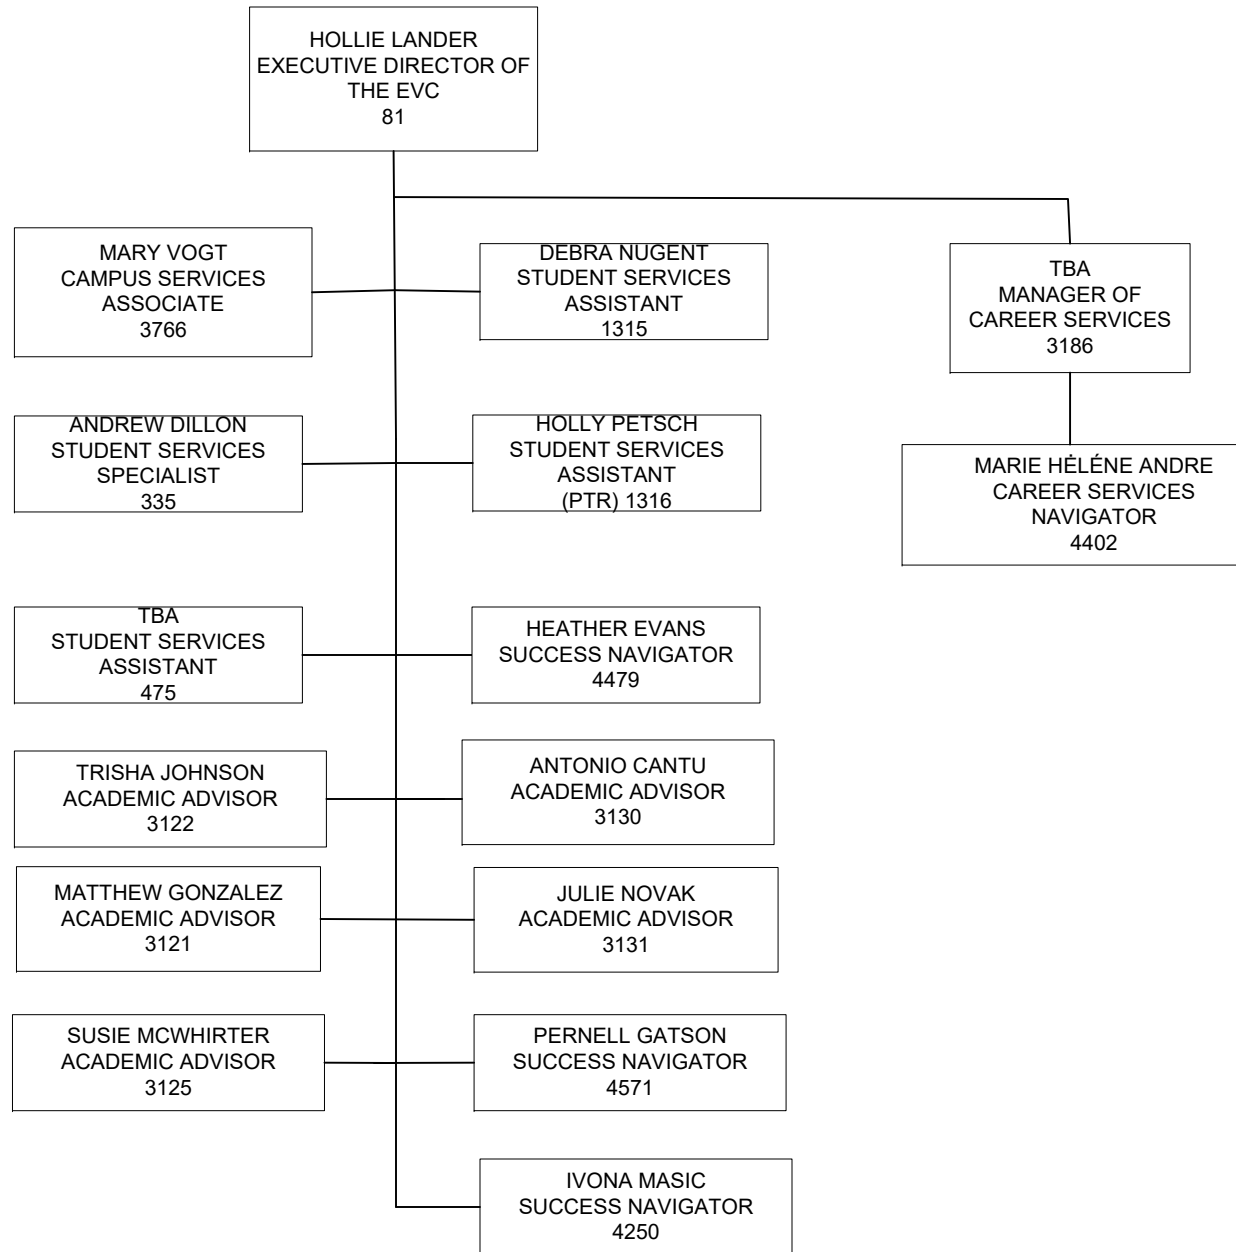 HOLLIE LANDER
EXECUTIVE DIRECTOR OF
THE EVC
81
MARY VOGT
CAMPUS SERVICES
ASSOCIATE
3766
DEBRA NUGENT
STUDENT SERVICES
ASSISTANT
1315
TBA
MANAGER OF
CAREER SERVICES
3186
ANDREW DILLON
STUDENT SERVICES
SPECIALIST
335
HOLLY PETSCH
STUDENT SERVICES
ASSISTANT
(PTR) 1316
MARIE HÈLÉNE ANDRE
CAREER SERVICES
NAVIGATOR
4402
TBA
STUDENT SERVICES
ASSISTANT
475
HEATHER EVANS
SUCCESS NAVIGATOR
4479
TRISHA JOHNSON
ACADEMIC ADVISOR
3122
ANTONIO CANTU
ACADEMIC ADVISOR
3130
MATTHEW GONZALEZ
ACADEMIC ADVISOR
3121
JULIE NOVAK
ACADEMIC ADVISOR
3131
SUSIE MCWHIRTER
ACADEMIC ADVISOR
3125
PERNELL GATSON
SUCCESS NAVIGATOR
4571
IVONA MASIC
SUCCESS NAVIGATOR
4250